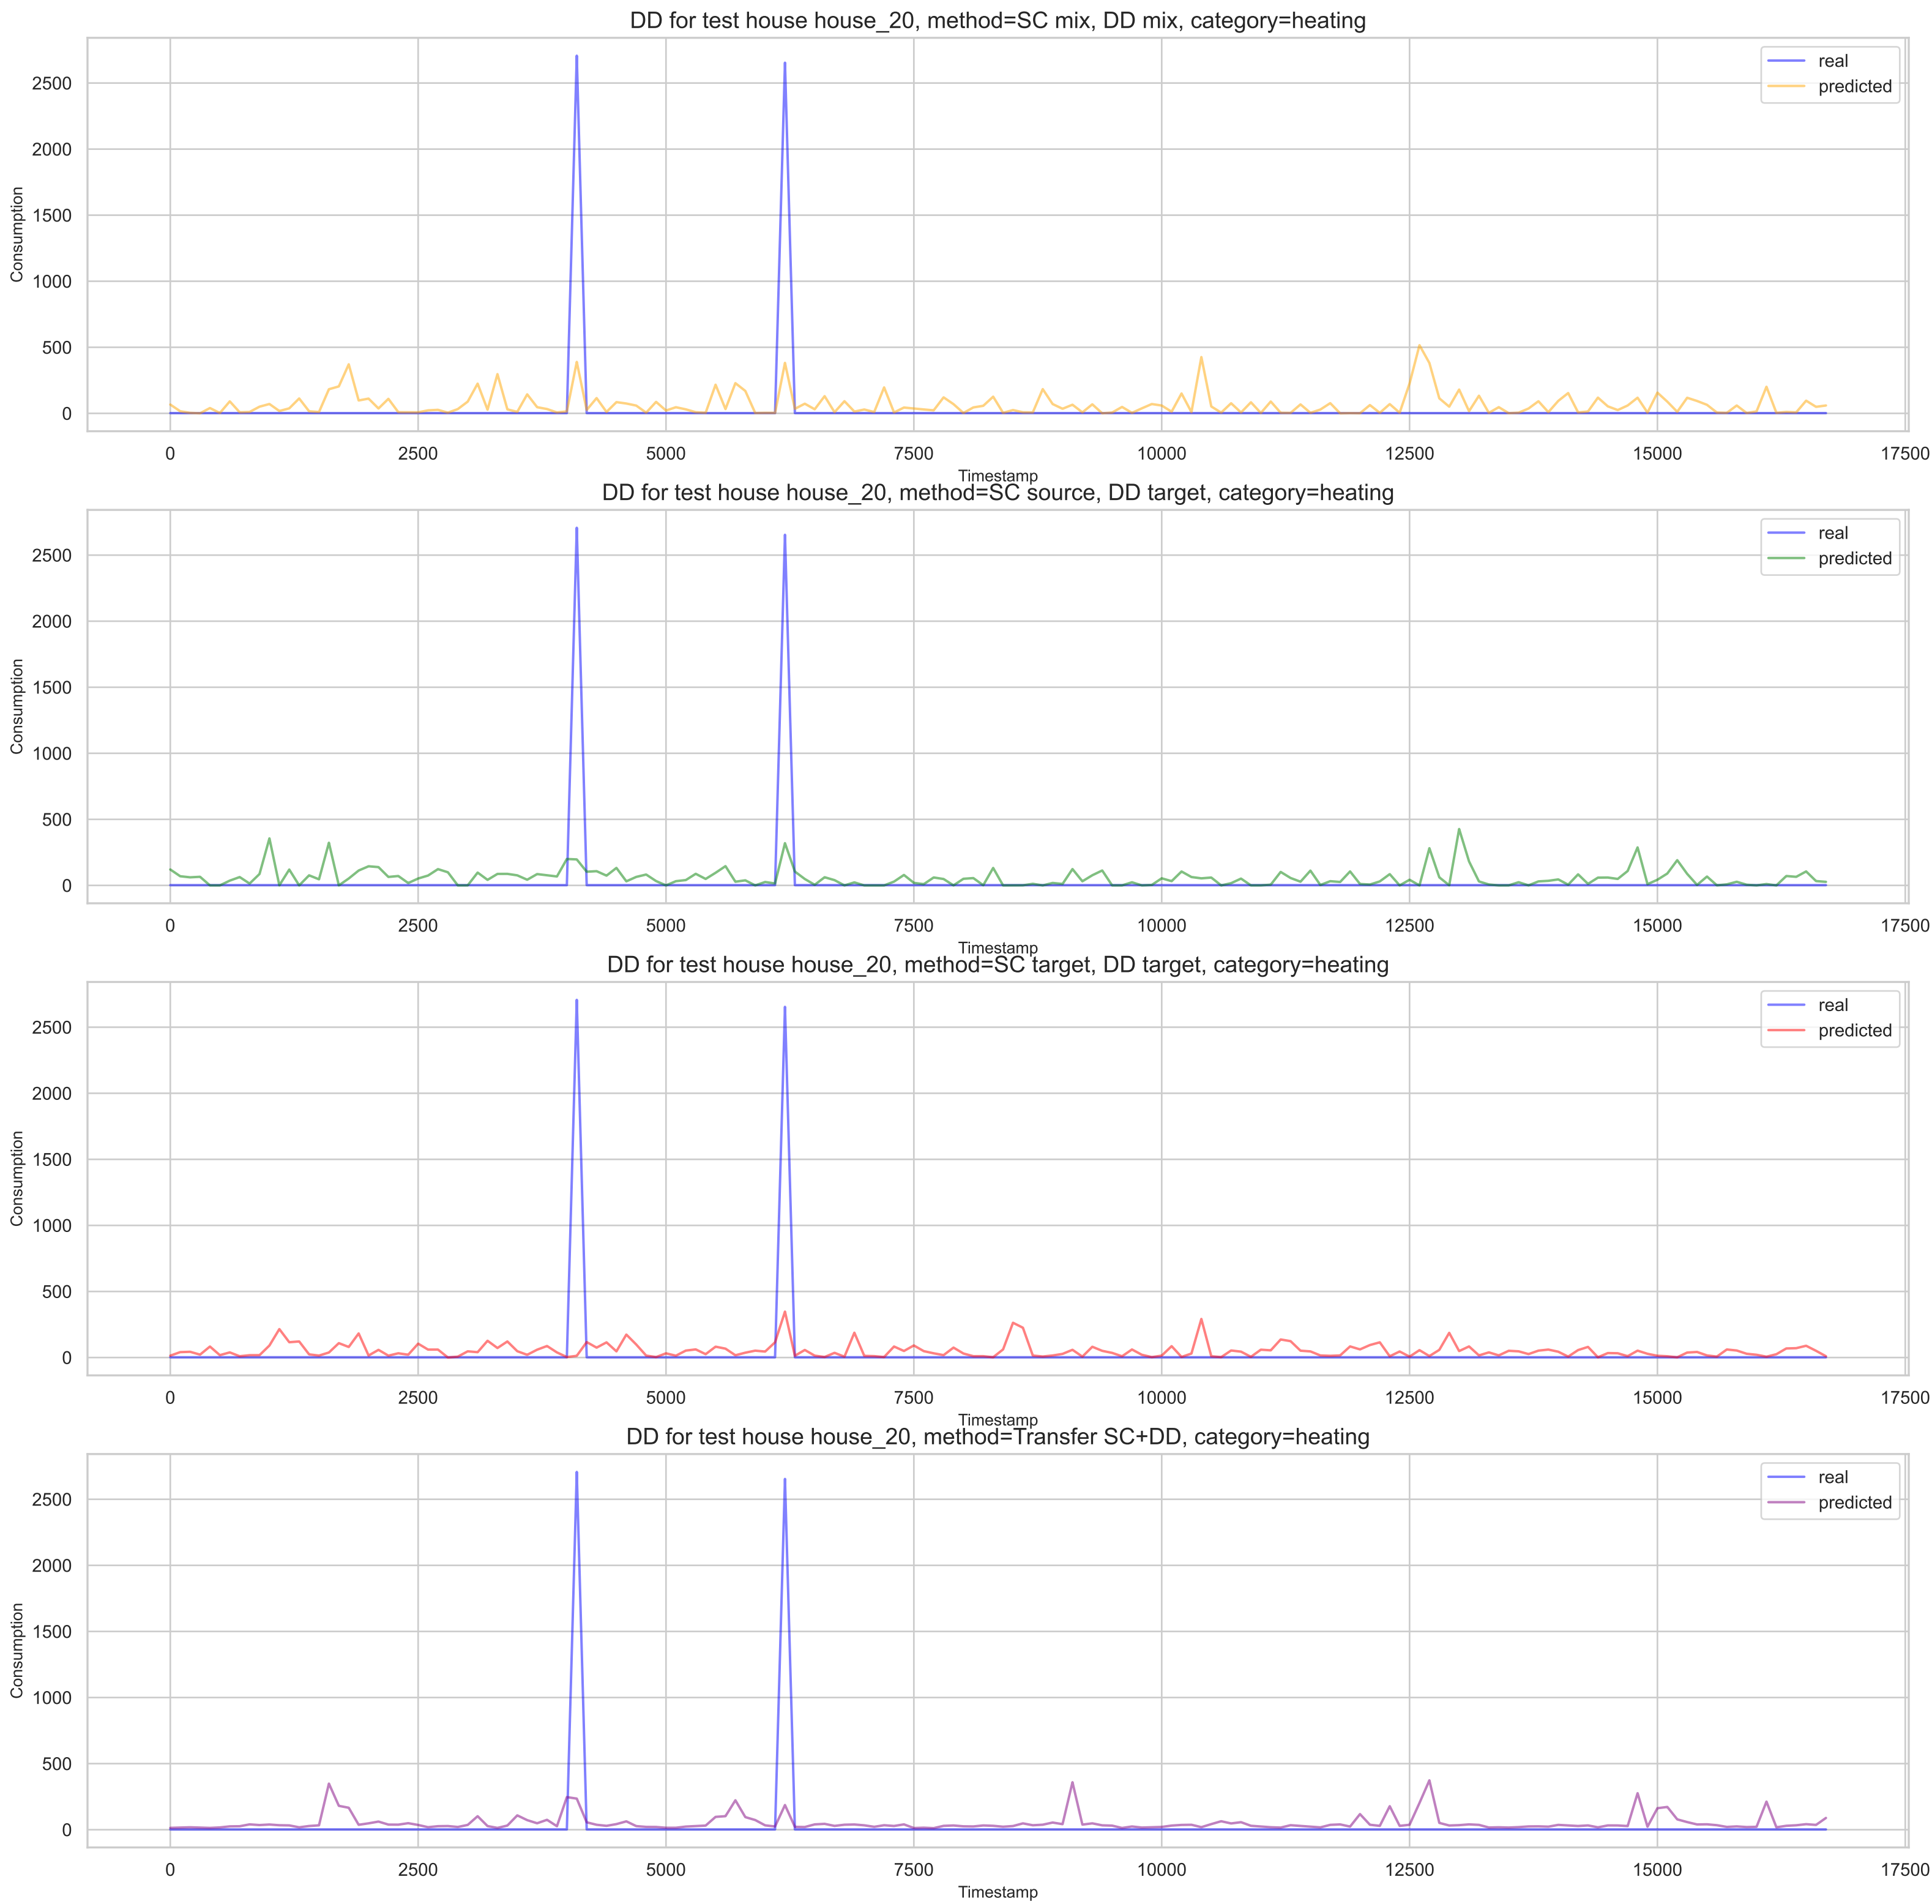 DD for test house house_20, method=SC mix, DD mix, category=heating
real
predicted
Consumption
2500
2000
1500
1000
500
0
0 2500 5000 7500 10000 12500 15000 17500
Timestamp
DD for test house house_20, method=SC source, DD target, category=heating
real
predicted
Consumption
2500
2000
1500
1000
500
0
0 2500 5000 7500 10000 12500 15000 17500
Timestamp
DD for test house house_20, method=SC target, DD target, category=heating
real
predicted
Consumption
2500
2000
1500
1000
500
0
0 2500 5000 7500 10000 12500 15000 17500
Timestamp
DD for test house house_20, method=Transfer SC+DD, category=heating
real
predicted
Consumption
2500
2000
1500
1000
500
0
0 2500 5000 7500 10000 12500 15000 17500
Timestamp